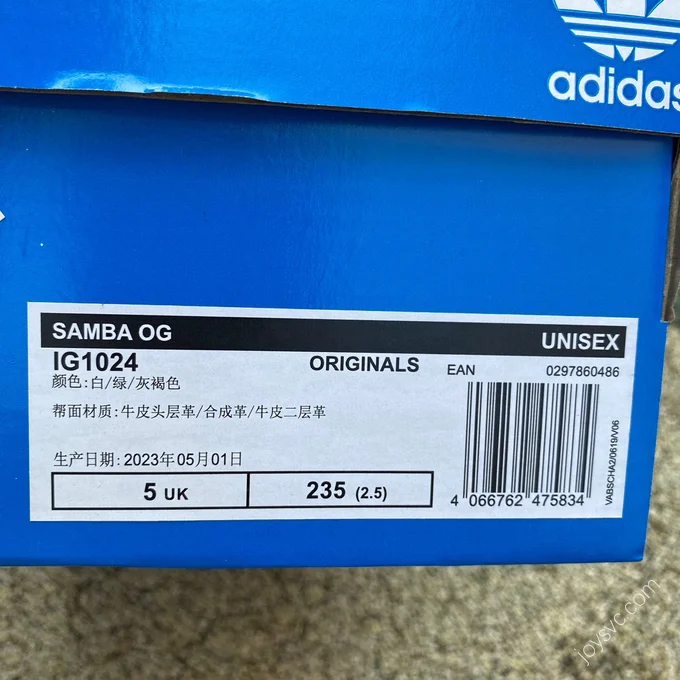 adidas
SAMBA OG UNISEX
IG1024 ORIGINALS EAN 0297860486
颜色:白/绿/灰褐色
帮面材质:牛皮头层革/合成革/牛皮二层革
生产日期:2023年05月01日
5 UK 235 (2.5)
4 066762 475834
VABSCHA2/0619/V06
joysvc.com/